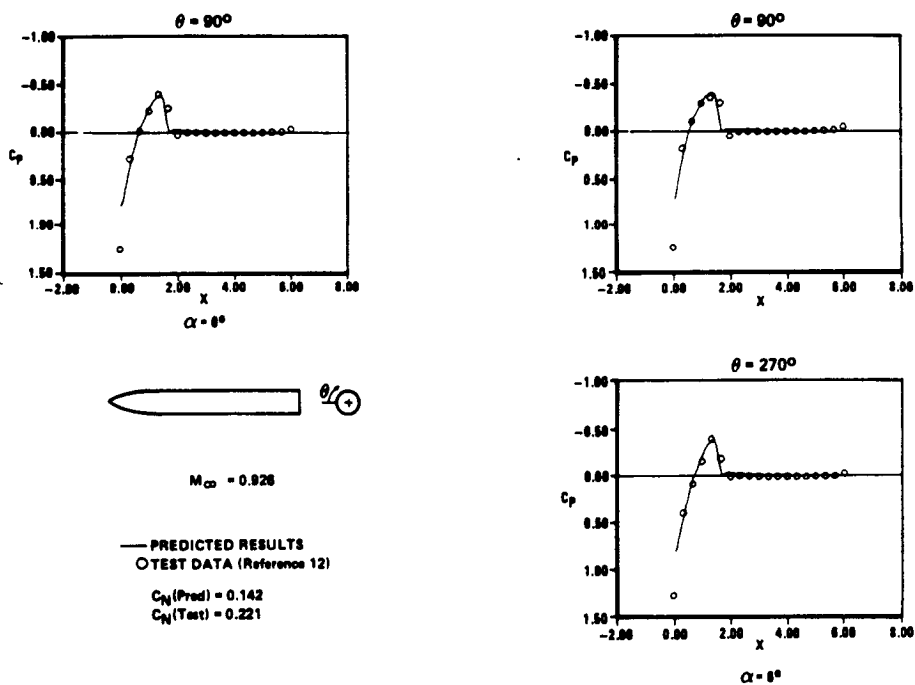 θ = 90º
-1.00
-0.50
0.00
0.50
1.00
1.50
Cp
-2.00 0.00 2.00 4.00 6.00 8.00
X
α =
θ = 90º
-1.00
-0.50
0.00
0.50
1.00
1.50
Cp
-2.00 0.00 2.00 4.00 6.00 8.00
X
θ
M∞ = 0.926
PREDICTED RESULTS
TEST DATA (Reference 12)
CN(Pred) = 0.142
CN(Test) = 0.221
θ = 270º
-1.00
-0.50
0.00
0.50
1.00
1.50
Cp
-2.00 0.00 2.00 4.00 6.00 8.00
X
α =